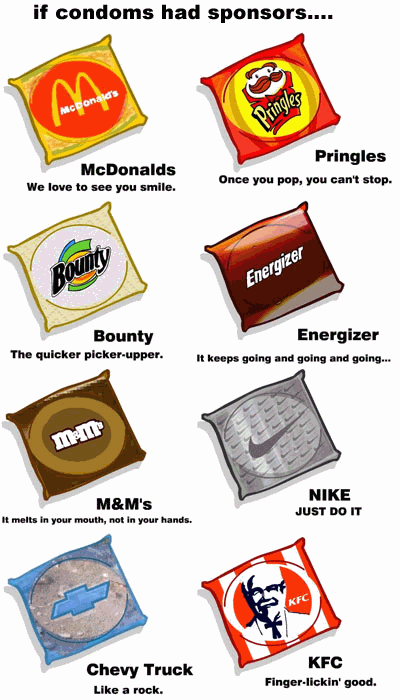 if condoms had sponsors....
McDonald's
Pringles
McDonalds
We love to see you smile.
Pringles
Once you pop, you can't stop.
Bounty
Energizer
Bounty
The quicker picker-upper.
Energizer
It keeps going and going and going...
m&m's
M&M's
It melts in your mouth, not in your hands.
NIKE
JUST DO IT
KFC
Chevy Truck
Like a rock.
KFC
Finger-lickin' good.